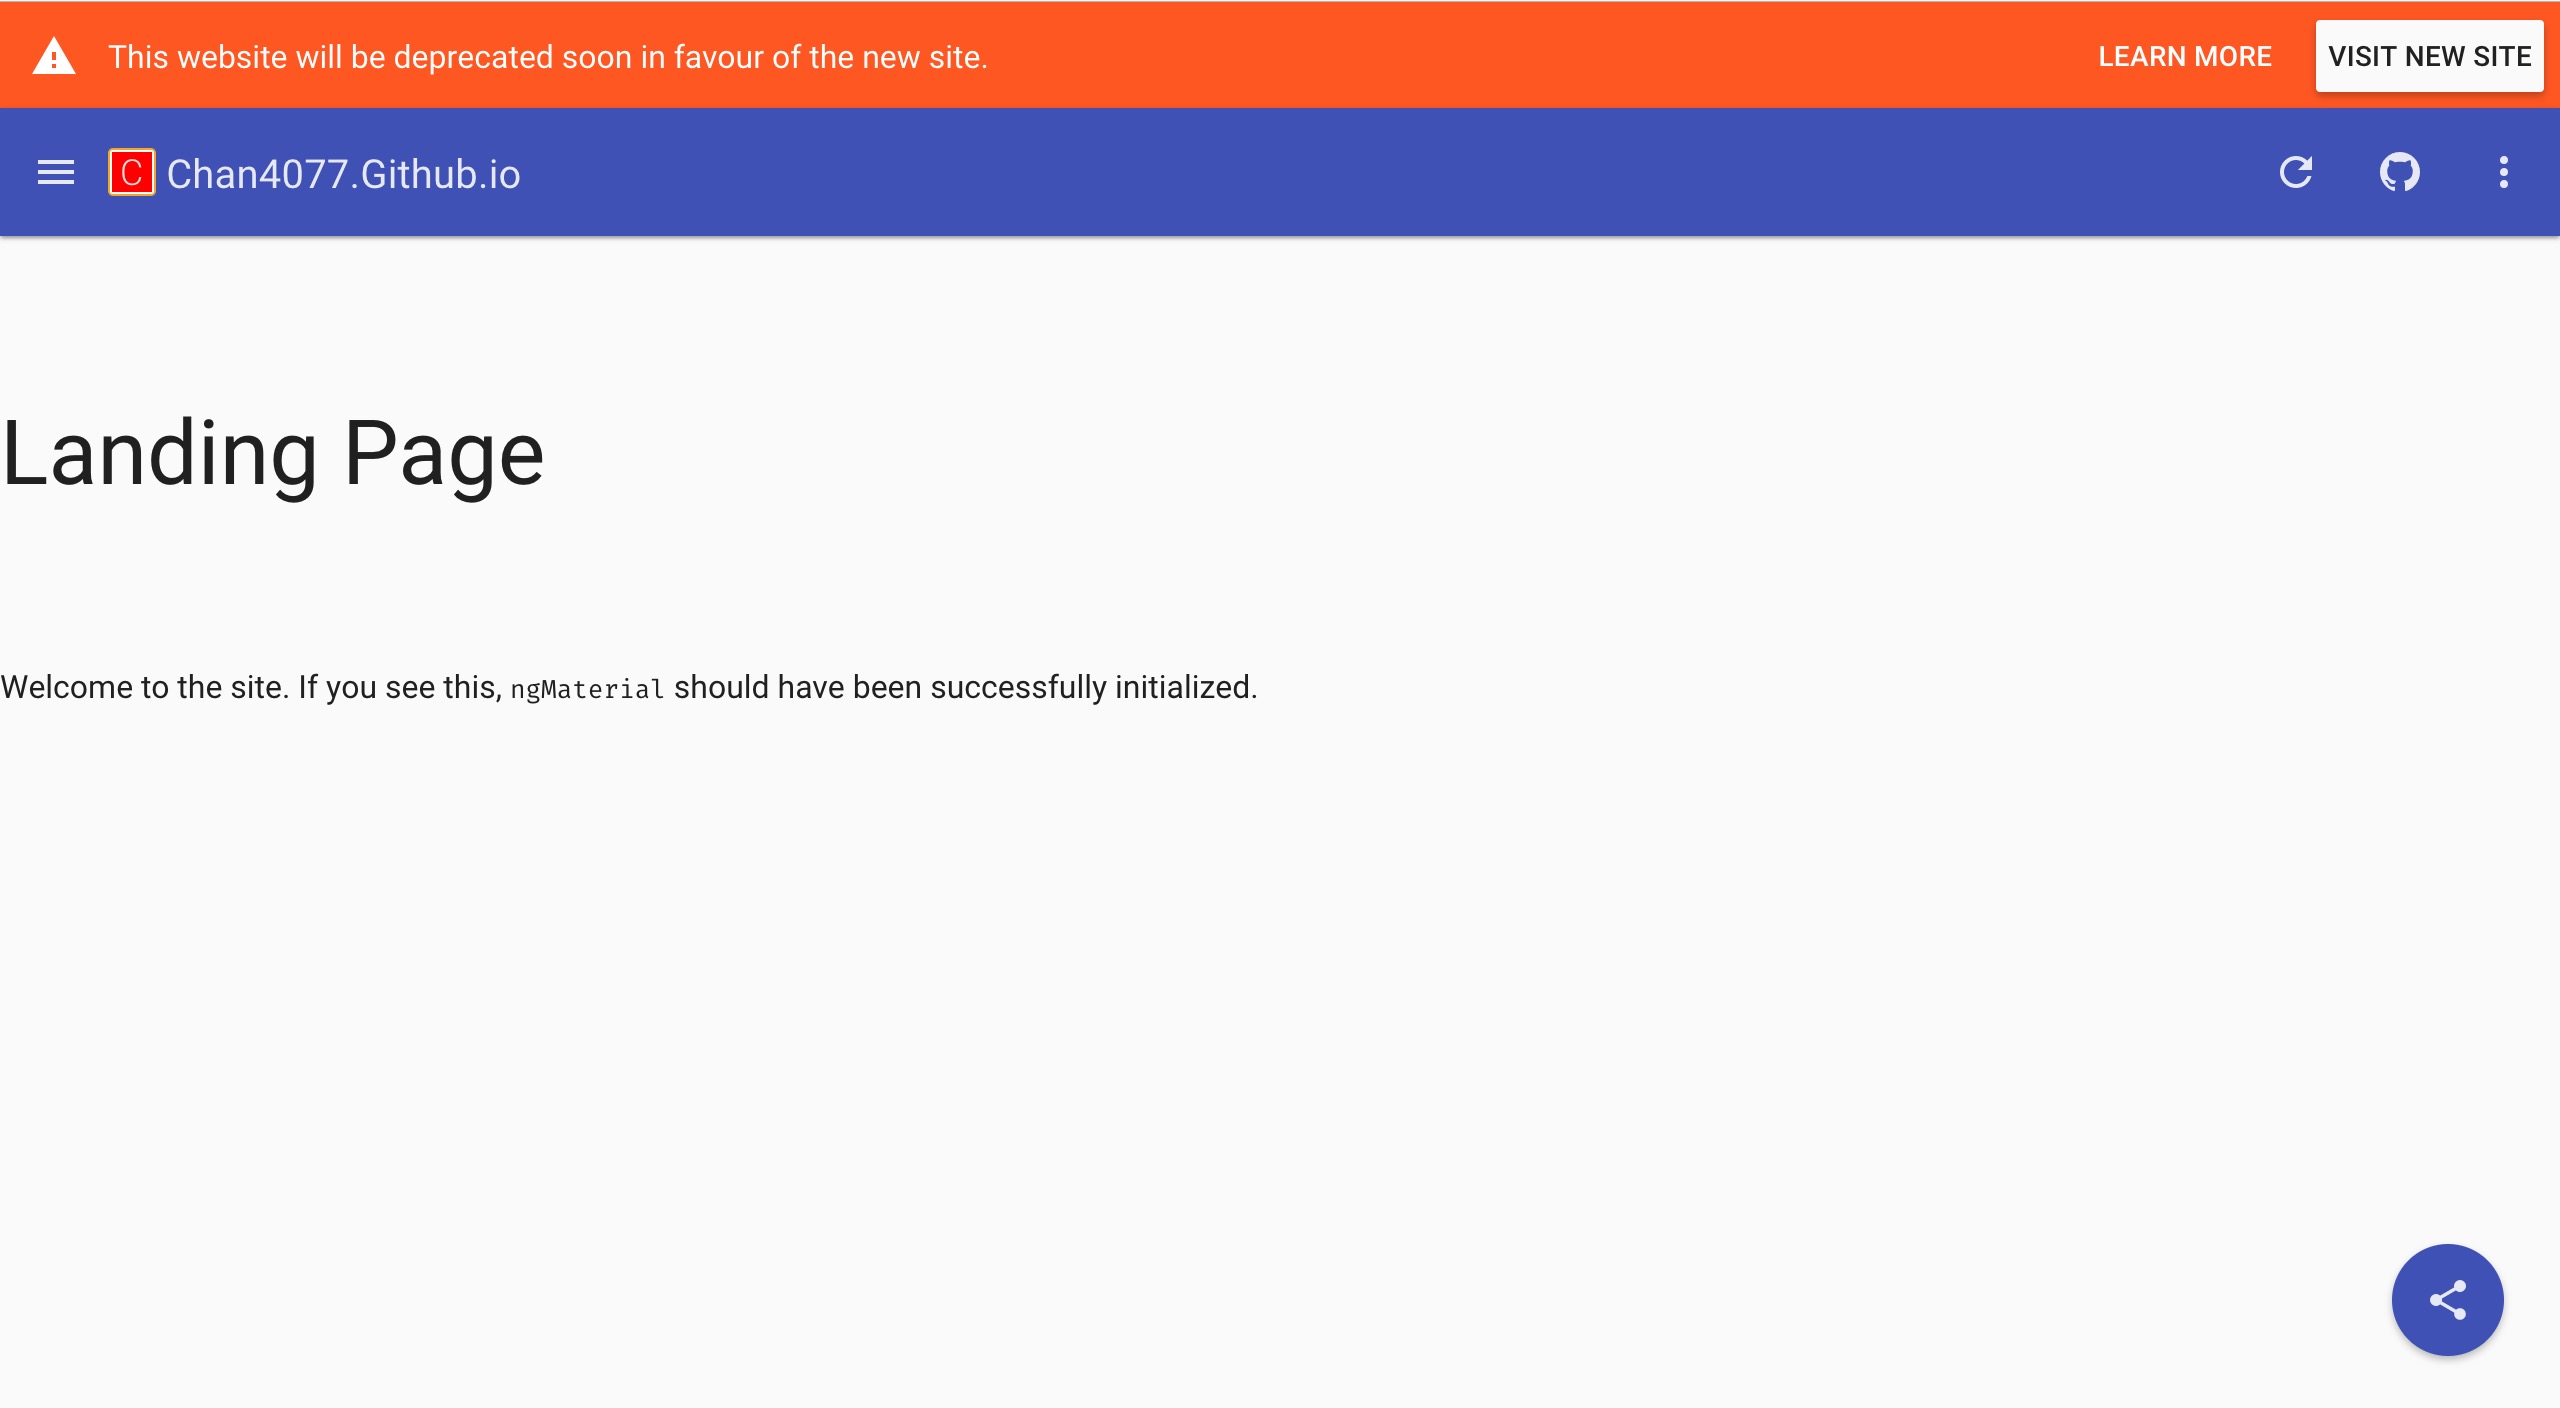 This website will be deprecated soon in favour of the new site. LEARN MORE VISIT NEW SITE
C Chan4077.Github.io
Landing Page
Welcome to the site. If you see this, ngMaterial should have been successfully initialized.